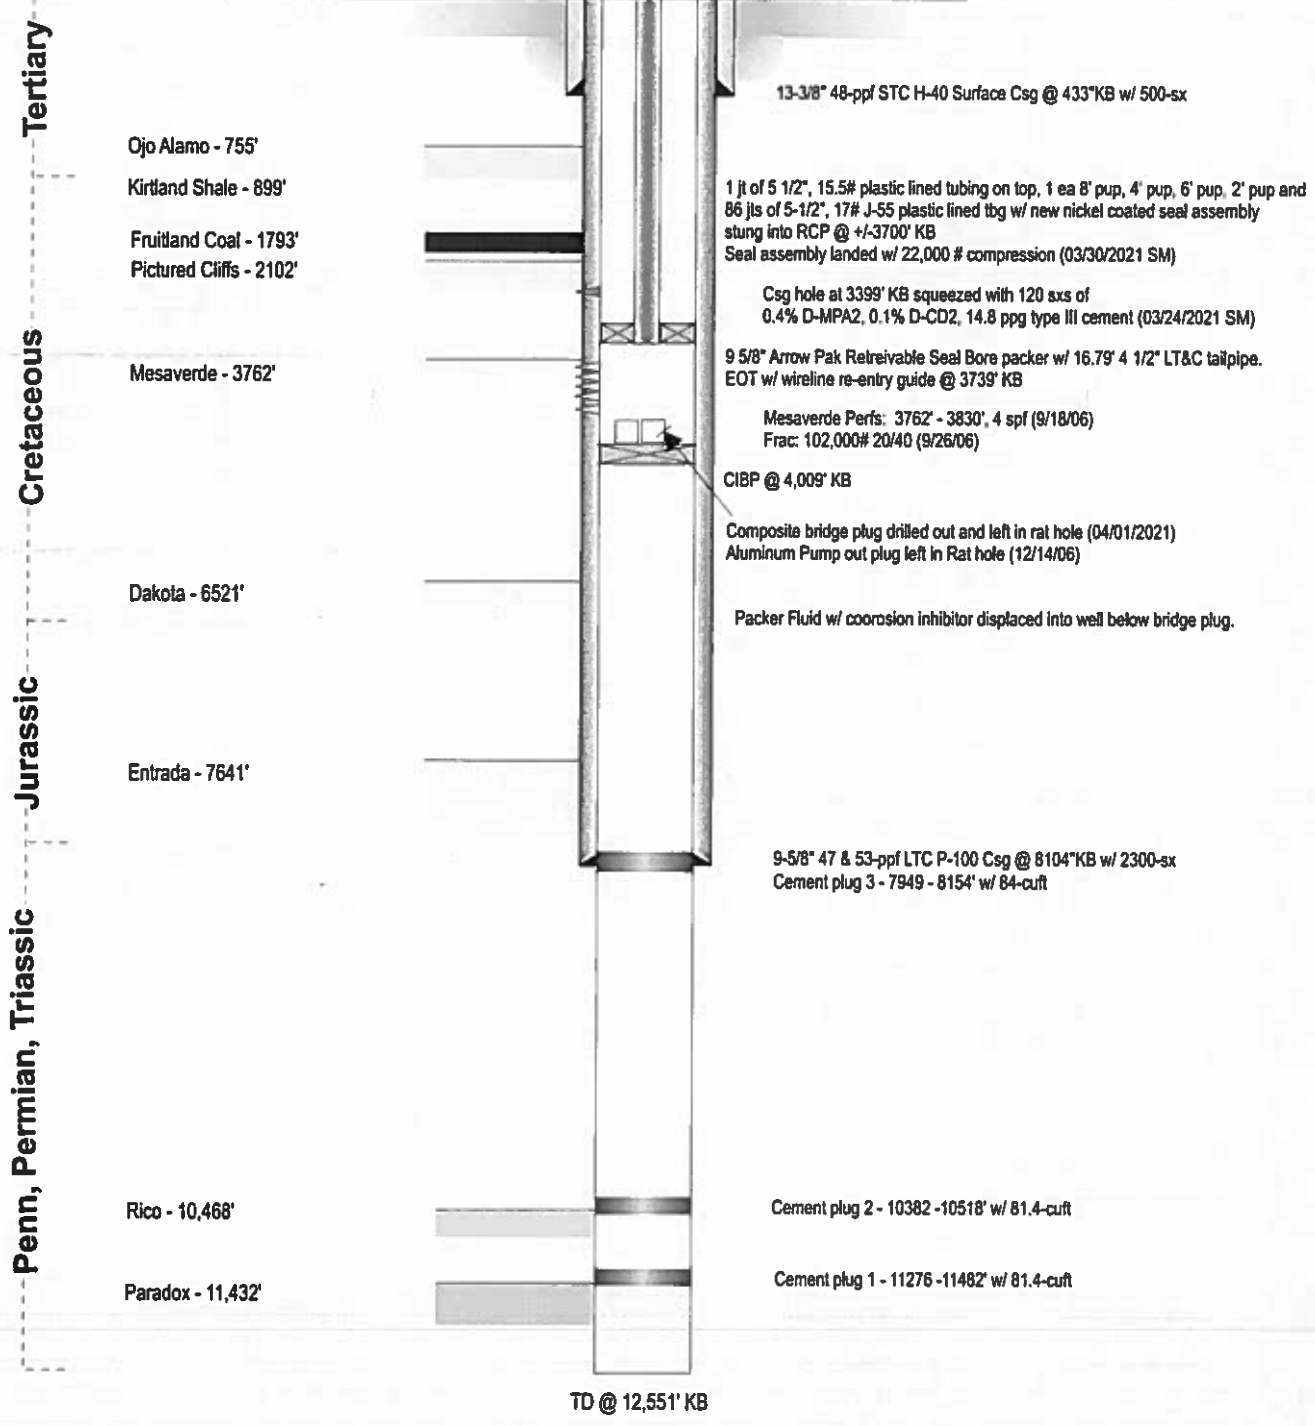 Tertiary
Cretaceous
Jurassic
Penn, Permian, Triassic
Ojo Alamo - 755'
Kirtland Shale - 899'
Fruitland Coal - 1793'
Pictured Cliffs - 2102'
Mesaverde - 3762'
Dakota - 6521'
Entrada - 7641'
Rico - 10,468'
Paradox - 11,432'
13-3/8" 48-ppf STC H-40 Surface Csg @ 433"KB w/ 500-sx
1 jt of 5 1/2", 15.5# plastic lined tubing on top, 1 ea 8' pup, 4' pup, 6' pup, 2' pup and
86 jts of 5-1/2", 17# J-55 plastic lined tbg w/ new nickel coated seal assembly
stung into RCP @ +/-3700' KB
Seal assembly landed w/ 22,000 # compression (03/30/2021 SM)
Csg hole at 3399' KB squeezed with 120 sxs of
0.4% D-MPA2, 0.1% D-CD2, 14.8 ppg type III cement (03/24/2021 SM)
9 5/8" Arrow Pak Retreivable Seal Bore packer w/ 16.79' 4 1/2" LT&C tailpipe.
EOT w/ wireline re-entry guide @ 3739' KB
Mesaverde Perfs: 3762' - 3830', 4 spf (9/18/06)
Frac: 102,000# 20/40 (9/26/06)
CIBP @ 4,009' KB
Composite bridge plug drilled out and left in rat hole (04/01/2021)
Aluminum Pump out plug left in Rat hole (12/14/06)
Packer Fluid w/ coorosion inhibitor displaced into well below bridge plug.
9-5/8" 47 & 53-ppf LTC P-100 Csg @ 8104"KB w/ 2300-sx
Cement plug 3 - 7949 - 8154' w/ 84-cuft
Cement plug 2 - 10382 -10518' w/ 81.4-cuft
Cement plug 1 - 11276 -11482' w/ 81.4-cuft
TD @ 12,551' KB